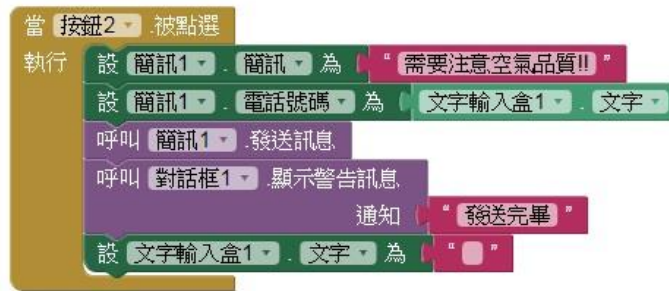 當 按鈕2 .被點選
執行 設 簡訊1 . 簡訊 為 " 需要注意空氣品質!! "
設 簡訊1 . 電話號碼 為 文字輸入盒1 . 文字
呼叫 簡訊1 .發送訊息
呼叫 對話框1 .顯示警告訊息
通知 " 發送完畢 "
設 文字輸入盒1 . 文字 為 " "